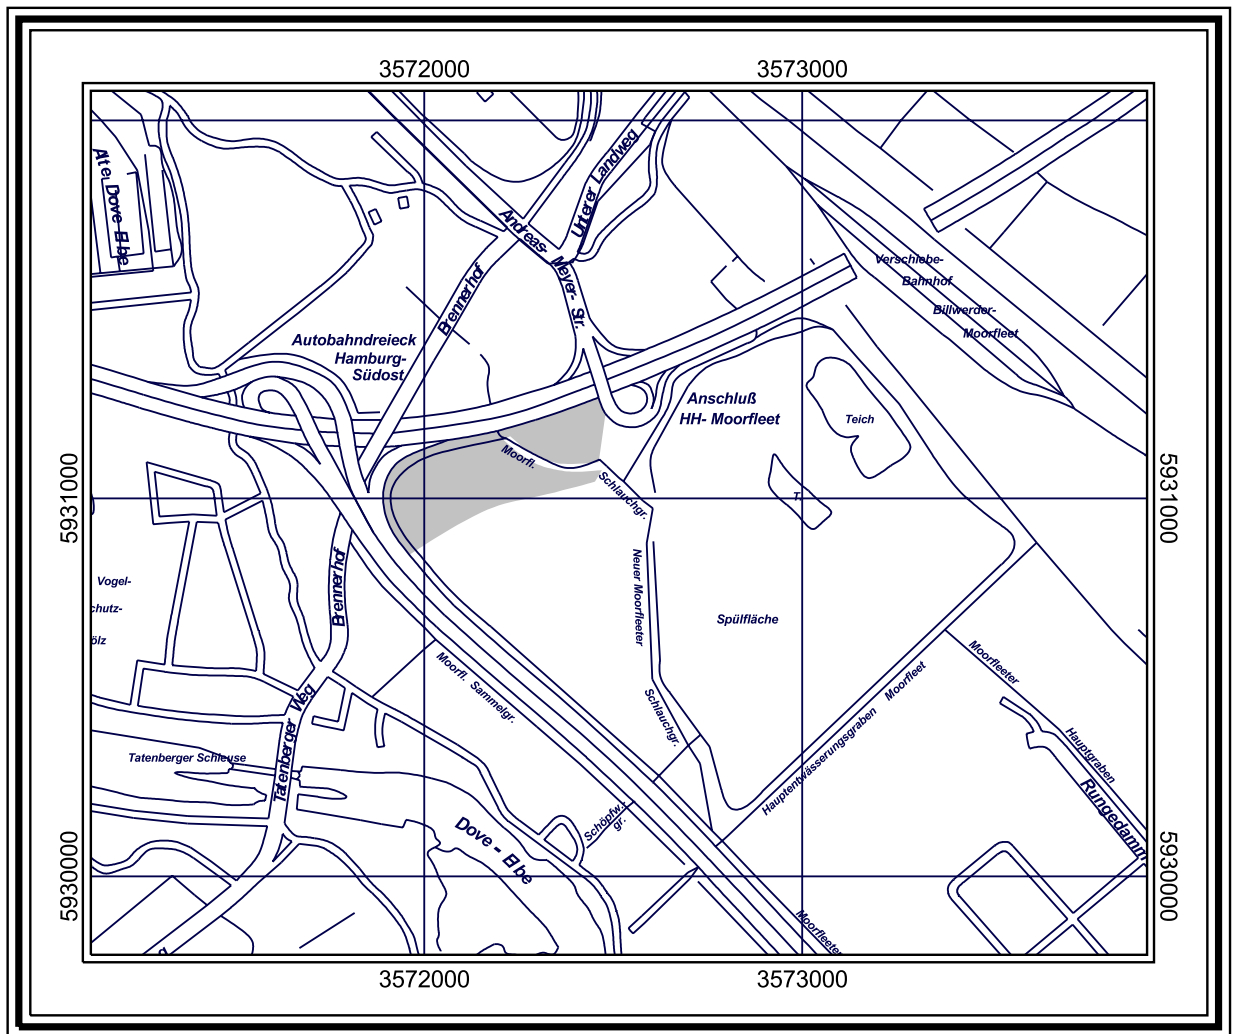 3572000
3573000
Alte Dove Elbe
Unterer Landweg
Andreas-
Meyer- Str.
Brennerhof
Verschiebe-
Bahnhof
Billwerder-
Moorfleet
Autobahndreieck
Hamburg-
Südost
Anschluß
HH- Moorfleet
Teich
T.
Moorfl.
Schlauchgr.
5931000
5931000
Brennerhof
Neuer Moorfleeter
Schlauchgr.
Spülfläche
Vogel-
chutz-
ölz
Moorfl. Sammelgr.
Moorfleeter
Hauptgraben
Hauptentwässerungsgraben Moorfleet
Tatenberger Weg
Tatenberger Schleuse
Rungedamm
Schöpfw.-
gr.
Dove - Elbe
5930000
5930000
Moorfleeter
3572000
3573000